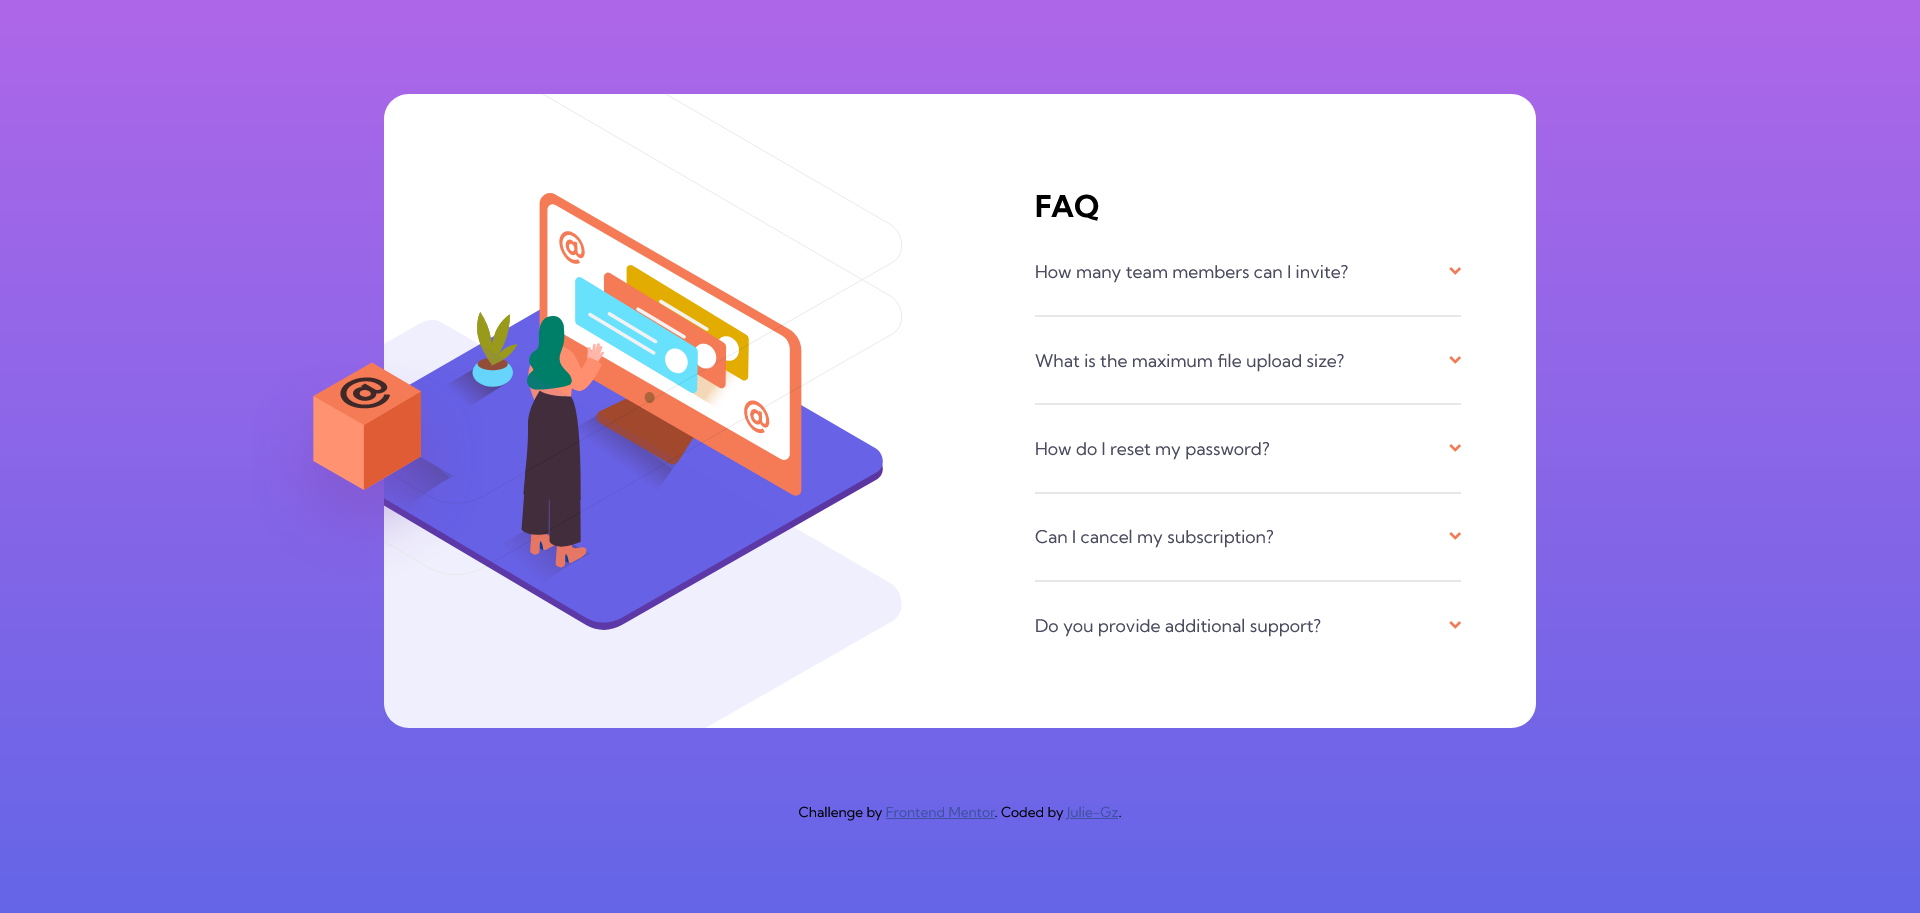 FAQ
How many team members can I invite?
What is the maximum file upload size?
How do I reset my password?
Can I cancel my subscription?
Do you provide additional support?
@
@
@
Challenge by Frontend Mentor. Coded by Julie-Gz.